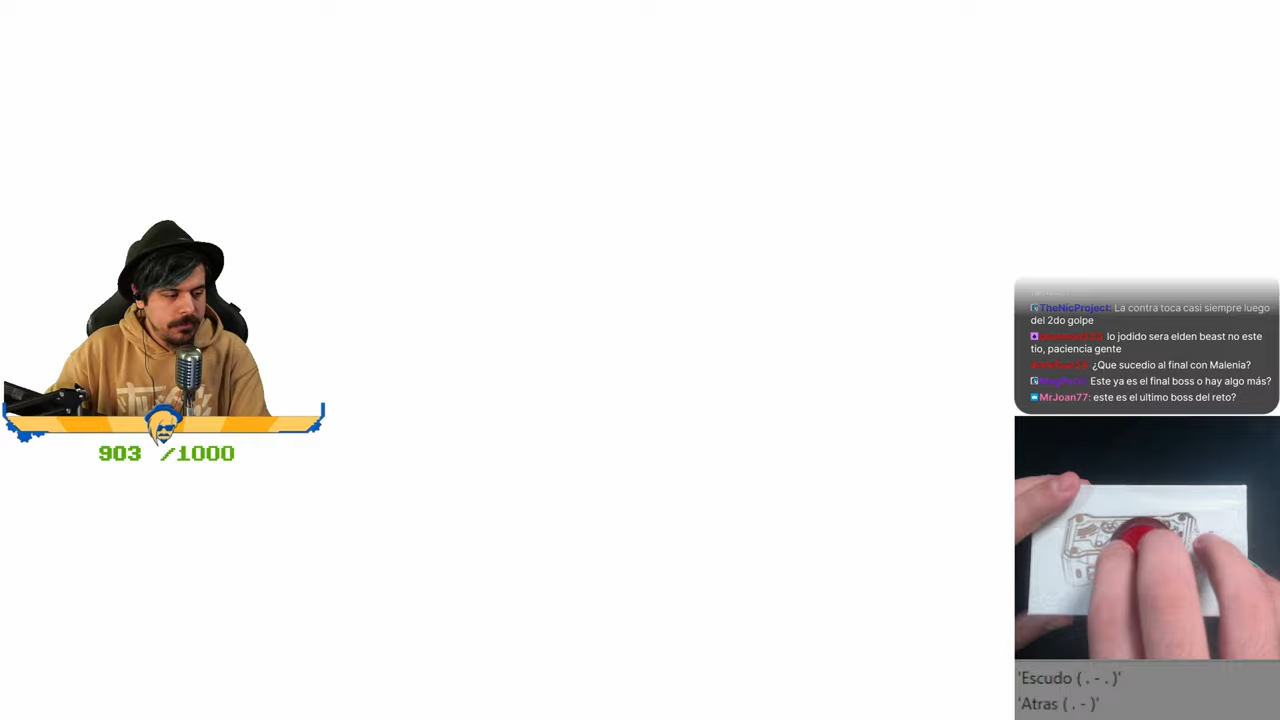 TheNicProject: La contra toca casi siempre luego
del 2do golpe
lo jodido sera elden beast no este
tio, paciencia gente
¿Que sucedio al final con Malenia?
Este ya es el final boss o hay algo más?
MrJoan77: este es el ultimo boss del reto?
903 /1000
'Escudo ( . - . )'
'Atras ( . - )'